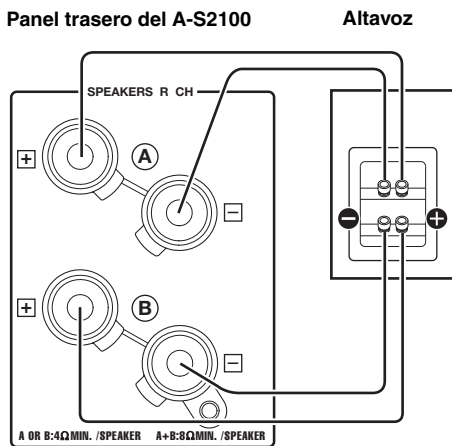 Panel trasero del A-S2100
Altavoz
SPEAKERS R CH
+
A
−
− +
+
B
−
A OR B:4ΩMIN. /SPEAKER A+B:8ΩMIN. /SPEAKER